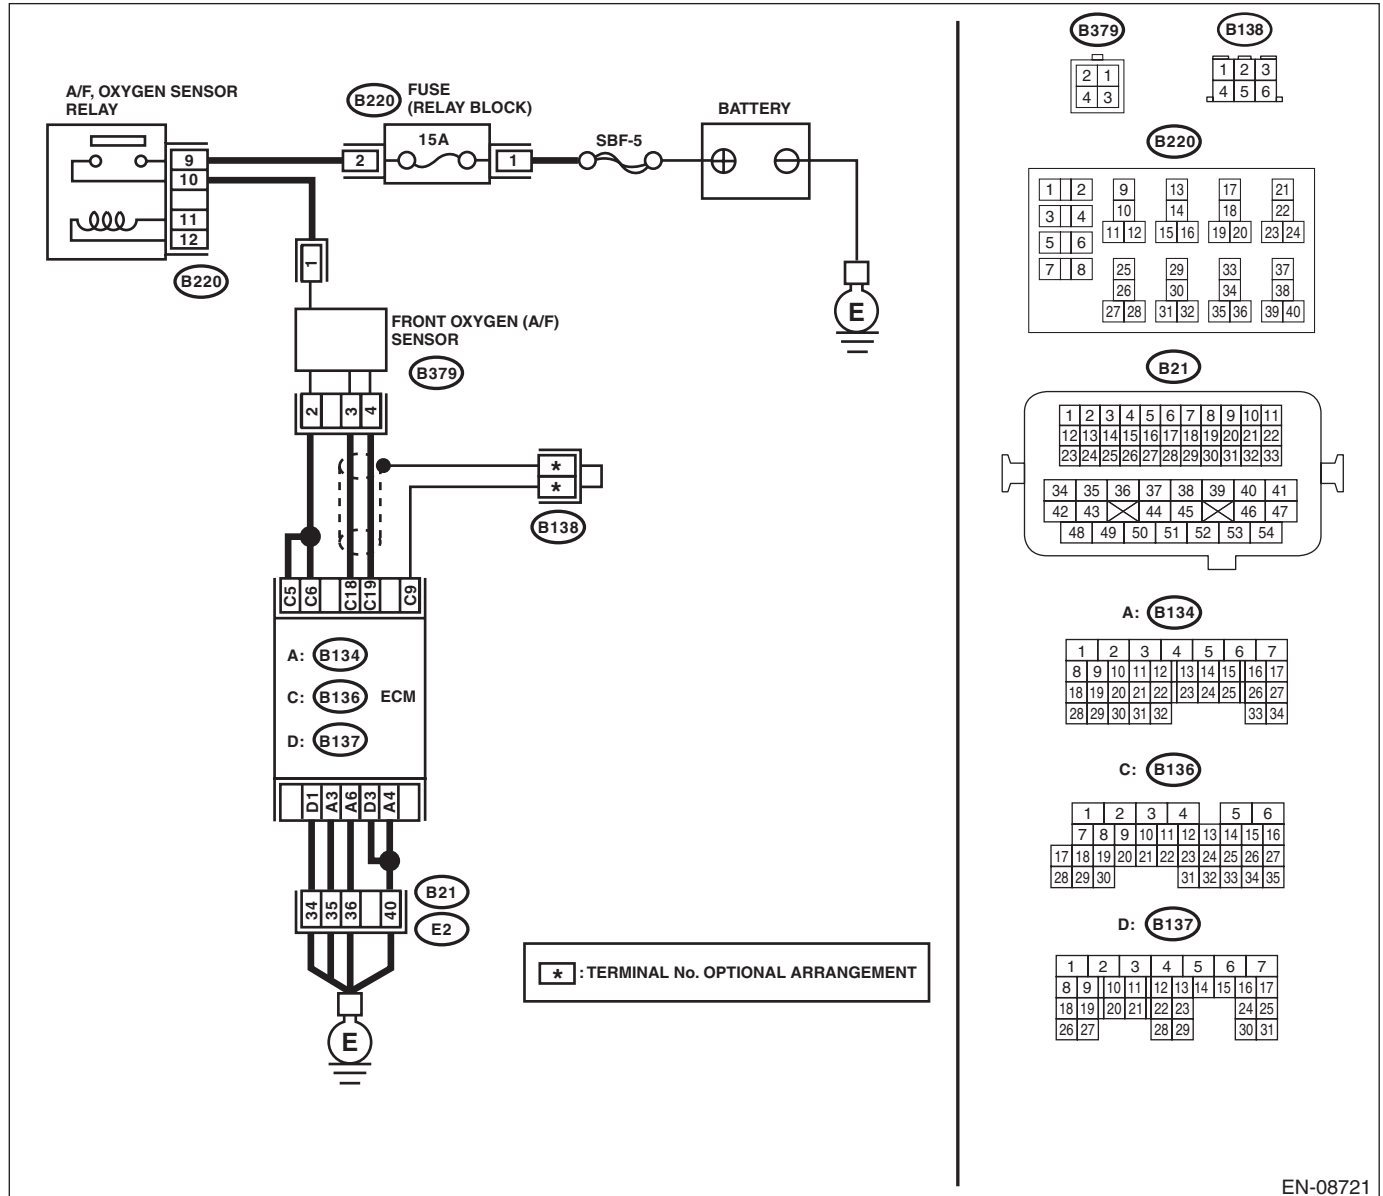 A/F, OXYGEN SENSOR
RELAY
9
10
11
12
B220
B220
FUSE
(RELAY BLOCK)
2
15A
1
SBF-5
BATTERY
E
1
FRONT OXYGEN (A/F)
SENSOR
B379
2 3 4
*
*
B138
C5 C6 C18 C19 C9
A: B134
C: B136 ECM
D: B137
D1 A3 A6 D3 A4
34 35 36 40
B21
E2
E
* : TERMINAL No. OPTIONAL ARRANGEMENT
B379
2 1
4 3
B138
1 2 3
4 5 6
B220
1 2 9 13 17 21
3 4 10 14 18 22
5 6 11 12 15 16 19 20 23 24
7 8 25 29 33 37
26 30 34 38
27 28 31 32 35 36 39 40
B21
1 2 3 4 5 6 7 8 9 10 11
12 13 14 15 16 17 18 19 20 21 22
23 24 25 26 27 28 29 30 31 32 33
34 35 36 37 38 39 40 41
42 43 44 45 46 47
48 49 50 51 52 53 54
A: B134
1 2 3 4 5 6 7
8 9 10 11 12 13 14 15 16 17
18 19 20 21 22 23 24 25 26 27
28 29 30 31 32 33 34
C: B136
1 2 3 4 5 6
7 8 9 10 11 12 13 14 15 16
17 18 19 20 21 22 23 24 25 26 27
28 29 30 31 32 33 34 35
D: B137
1 2 3 4 5 6 7
8 9 10 11 12 13 14 15 16 17
18 19 20 21 22 23 24 25
26 27 28 29 30 31
EN-08721